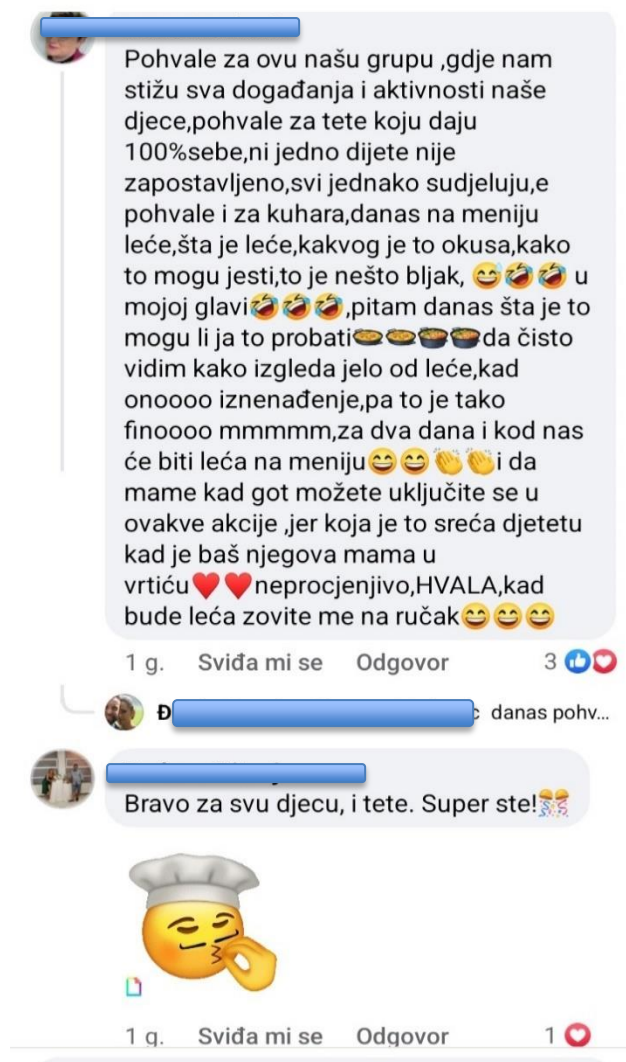 Pohvale za ovu našu grupu ,gdje nam
stižu sva događanja i aktivnosti naše
djece,pohvale za tete koju daju
100%sebe,ni jedno dijete nije
zapostavljeno,svi jednako sudjeluju,e
pohvale i za kuhara,danas na meniju
leće,šta je leće,kakvog je to okusa,kako
to mogu jesti,to je nešto bljak, 😅🤣🤣 u
mojoj glavi🤣🤣🤣,pitam danas šta je to
mogu li ja to probati🥘🥘🍲🍲da čisto
vidim kako izgleda jelo od leće,kad
onoooo iznenađenje,pa to je tako
finoooo mmmmm,za dva dana i kod nas
će biti leća na meniju😄😄👏👏i da
mame kad got možete uključite se u
ovakve akcije ,jer koja je to sreća djetetu
kad je baš njegova mama u
vrtiću❤️❤️neprocjenjivo,HVALA,kad
bude leća zovite me na ručak😄😄😄
1 g. Sviđa mi se Odgovor 3
Đ danas pohv...
Bravo za svu djecu, i tete. Super ste!🎊
1 g. Sviđa mi se Odgovor 1